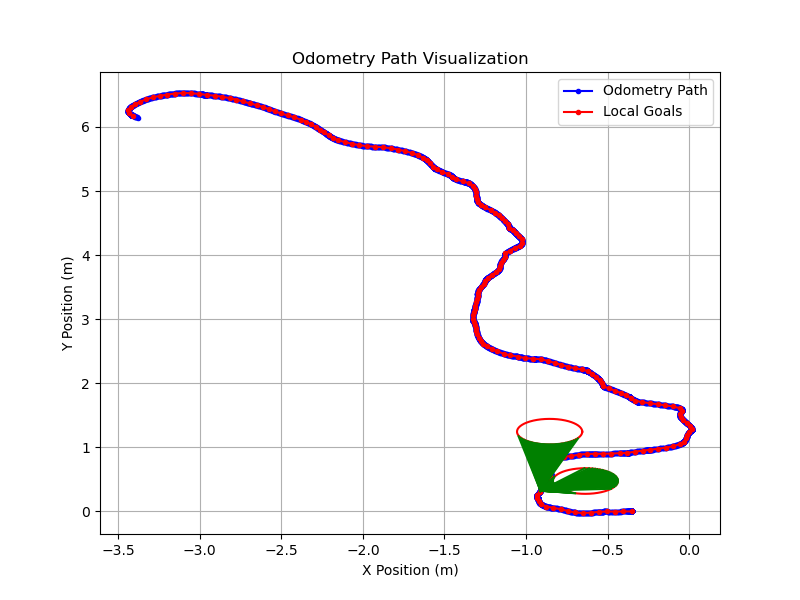 Odometry Path Visualization
Odometry Path
Local Goals
Y Position (m)
6
5
4
3
2
1
0
−3.5 −3.0 −2.5 −2.0 −1.5 −1.0 −0.5 0.0
X Position (m)